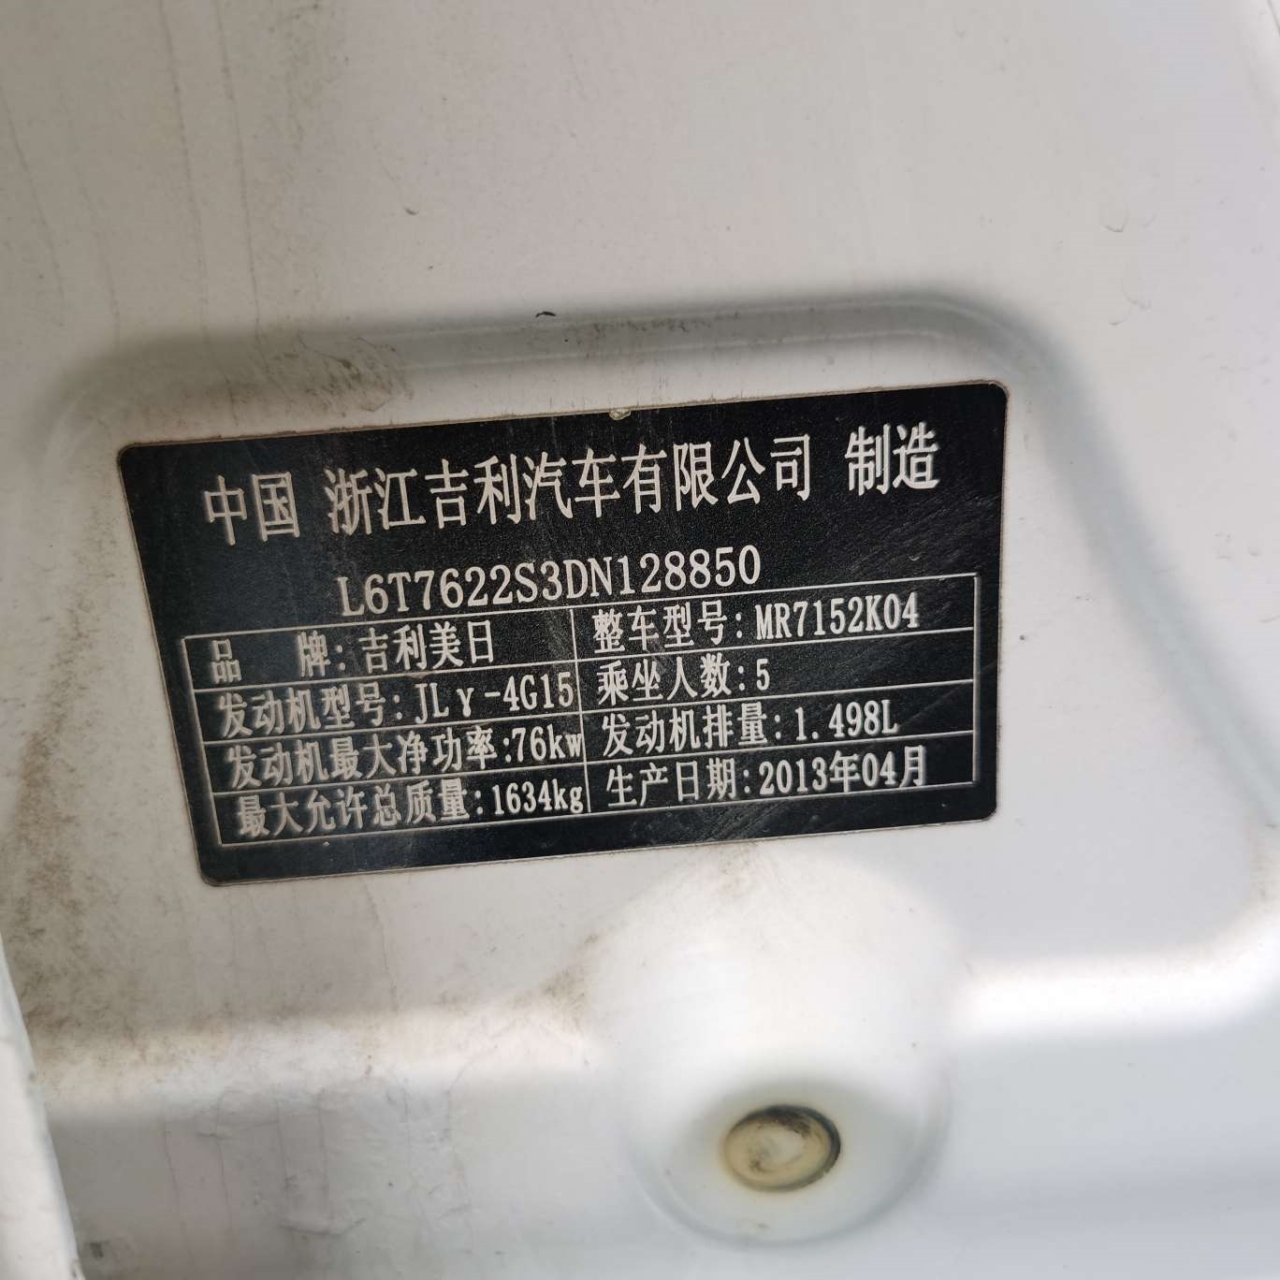 中国 浙江吉利汽车有限公司 制造
L6T7622S3DN128850
品 牌:吉利美日 整车型号:MR7152K04
发动机型号:JLγ-4G15 乘坐人数:5
发动机最大净功率:76kw 发动机排量:1.498L
最大允许总质量:1634kg 生产日期:2013年04月